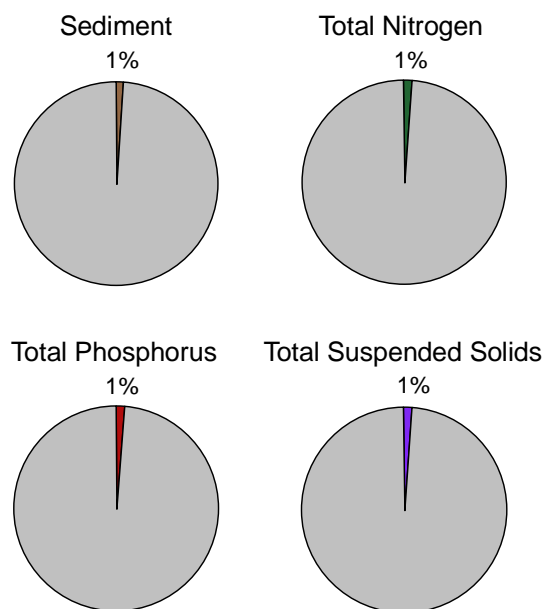 Sediment
1%
Total Nitrogen
1%
Total Phosphorus
1%
Total Suspended Solids
1%